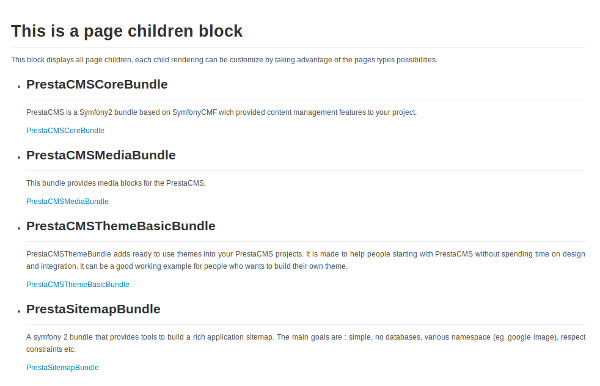 This is a page children block
This block displays all page children, each child rendering can be customize by taking advantage of the pages types possibilities.
PrestaCMSCoreBundle
PrestaCMS is a Symfony2 bundle based on SymfonyCMF wich provided content management features to your project.
PrestaCMSCoreBundle
PrestaCMSMediaBundle
This bundle provides media blocks for the PrestaCMS.
PrestaCMSMediaBundle
PrestaCMSThemeBasicBundle
PrestaCMSThemeBundle adds ready to use themes into your PrestaCMS projects. It is made to help people starting with PrestaCMS without spending time on design
and integration. It can be a good working example for people who wants to build their own theme.
PrestaCMSThemeBasicBundle
PrestaSitemapBundle
A symfony 2 bundle that provides tools to build a rich application sitemap. The main goals are : simple, no databases, various namespace (eg. google image), respect
constraints etc.
PrestaSitemapBundle